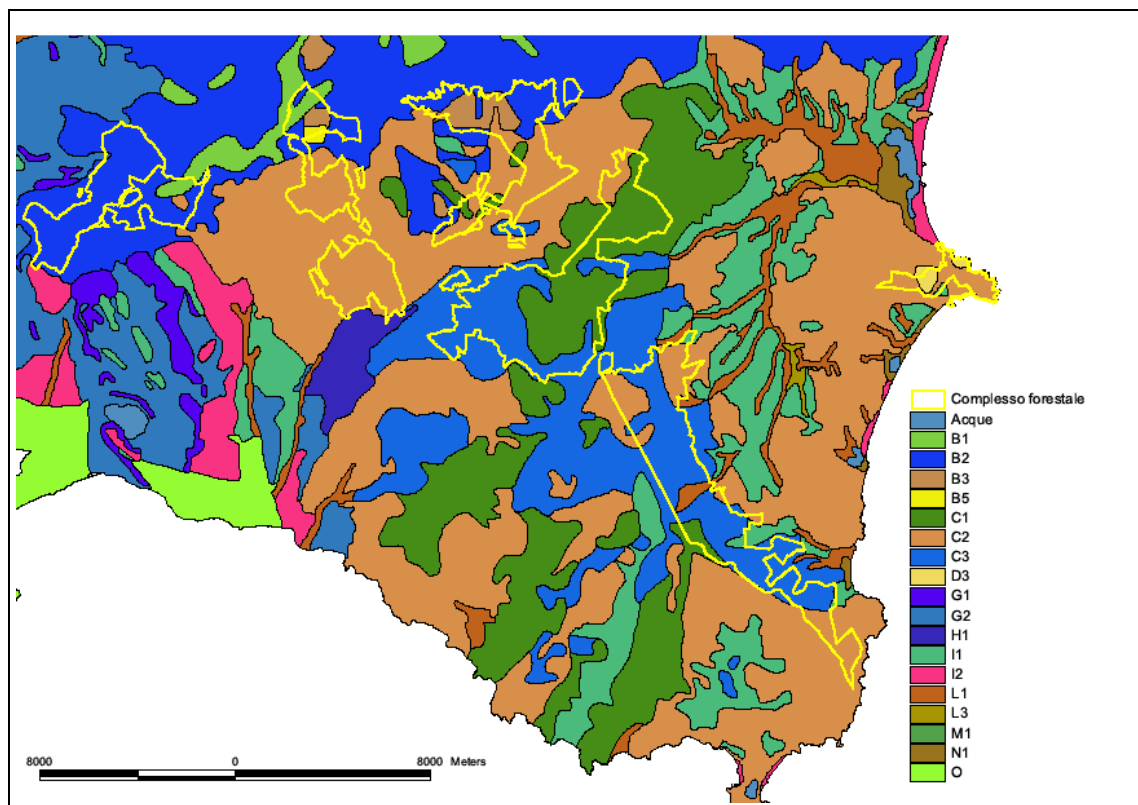 Complesso forestale
Acque
B1
B2
B3
B5
C1
C2
C3
D3
G1
G2
H1
I1
I2
L1
L3
M1
N1
O
8000 0 8000 Meters